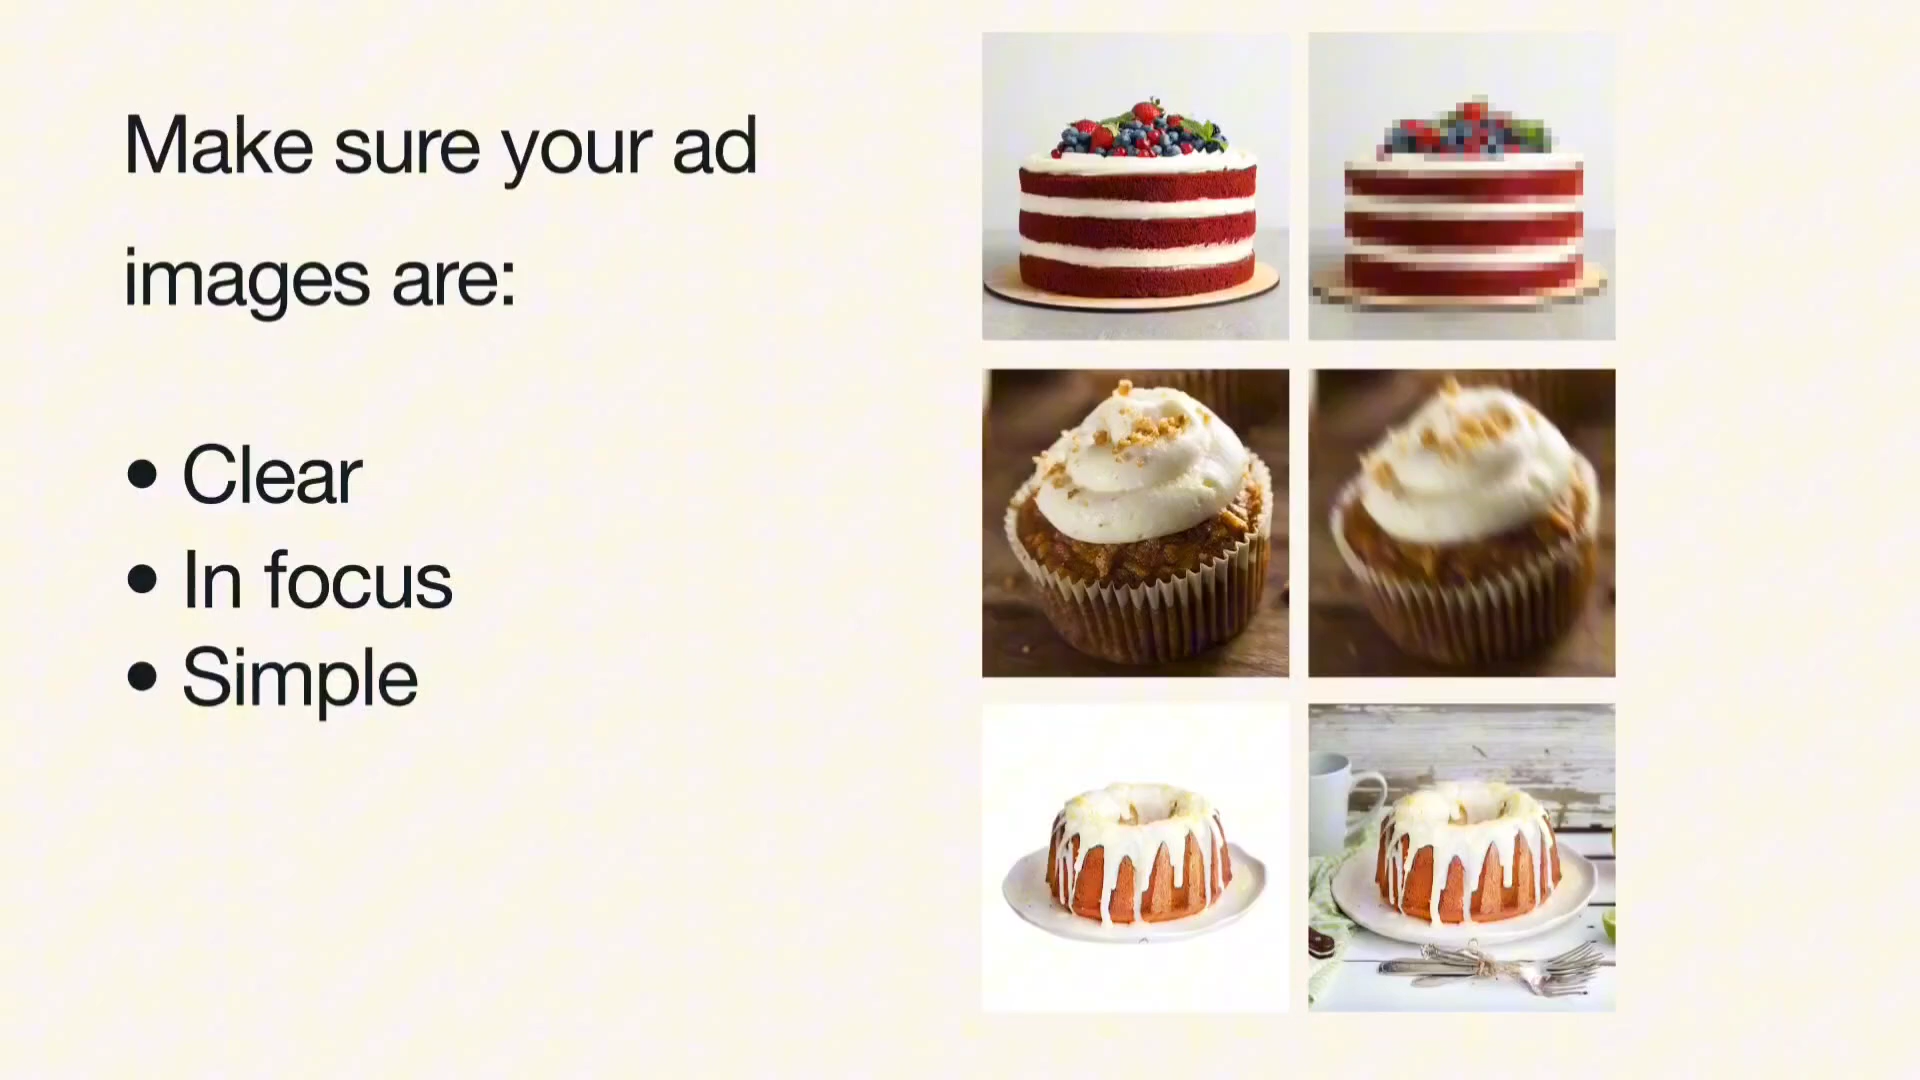 Make sure your ad
images are:
• Clear
• In focus
• Simple